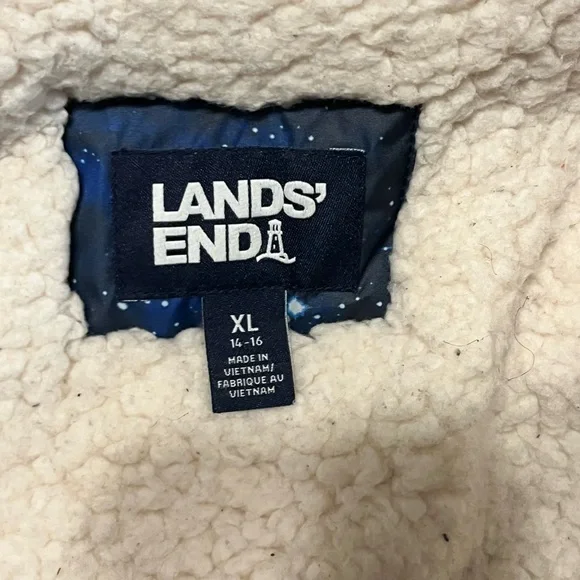 LANDS'
END
XL
14-16
MADE IN
VIETNAM/
FABRIQUE AU
VIETNAM